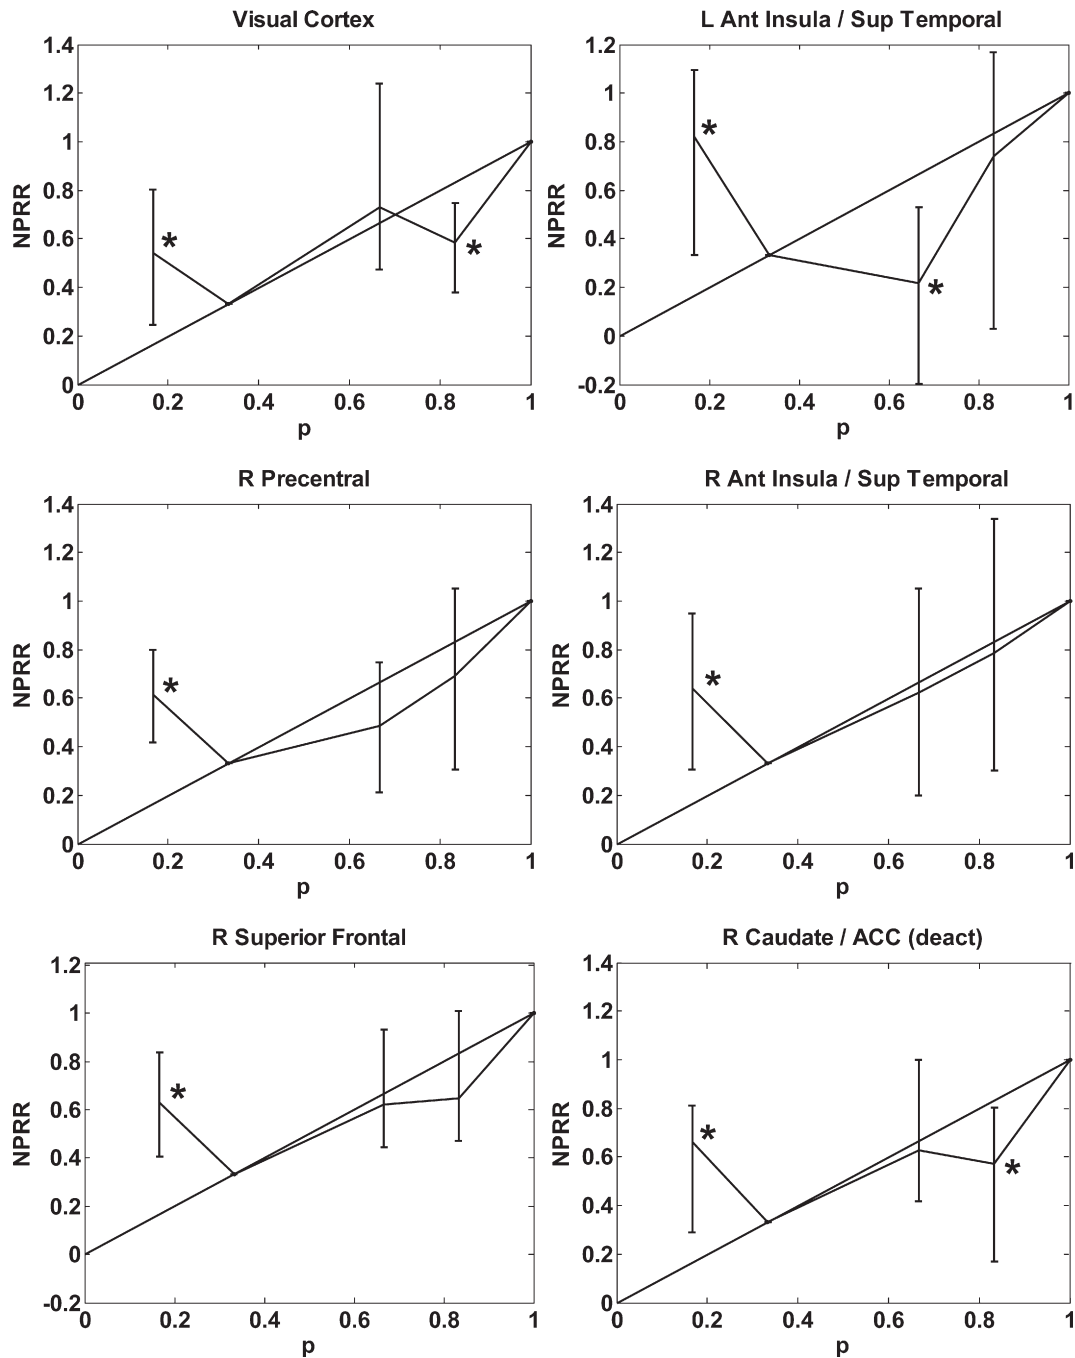 Visual Cortex
1.4
1.2
1
0.8
0.6
0.4
0.2
0
NPRR
*
*
0 0.2 0.4 0.6 0.8 1
p
L Ant Insula / Sup Temporal
1.2
1
0.8
0.6
0.4
0.2
0
-0.2
NPRR
*
*
0 0.2 0.4 0.6 0.8 1
p
R Precentral
1.4
1.2
1
0.8
0.6
0.4
0.2
0
NPRR
*
0 0.2 0.4 0.6 0.8 1
p
R Ant Insula / Sup Temporal
1.4
1.2
1
0.8
0.6
0.4
0.2
0
NPRR
*
0 0.2 0.4 0.6 0.8 1
p
R Superior Frontal
1.2
1
0.8
0.6
0.4
0.2
0
-0.2
NPRR
*
0 0.2 0.4 0.6 0.8 1
p
R Caudate / ACC (deact)
1.4
1.2
1
0.8
0.6
0.4
0.2
0
NPRR
*
*
0 0.2 0.4 0.6 0.8 1
p